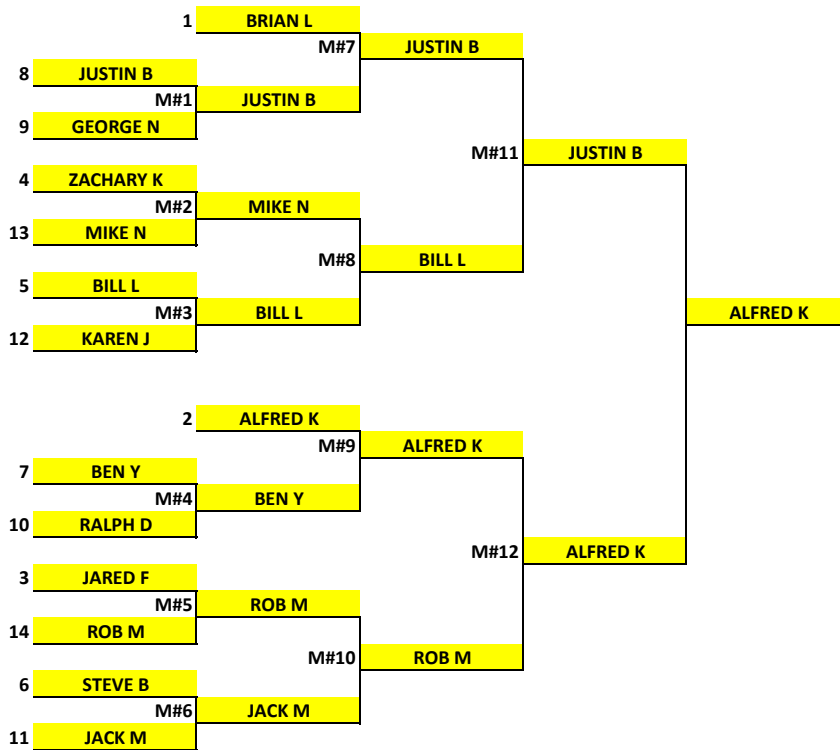 1 BRIAN L
M#7 JUSTIN B
8 JUSTIN B
M#1 JUSTIN B
9 GEORGE N
M#11 JUSTIN B
4 ZACHARY K
M#2 MIKE N
13 MIKE N
M#8 BILL L
5 BILL L
M#3 BILL L
ALFRED K
12 KAREN J
2 ALFRED K
M#9 ALFRED K
7 BEN Y
M#4 BEN Y
10 RALPH D
M#12 ALFRED K
3 JARED F
M#5 ROB M
14 ROB M
M#10 ROB M
6 STEVE B
M#6 JACK M
11 JACK M